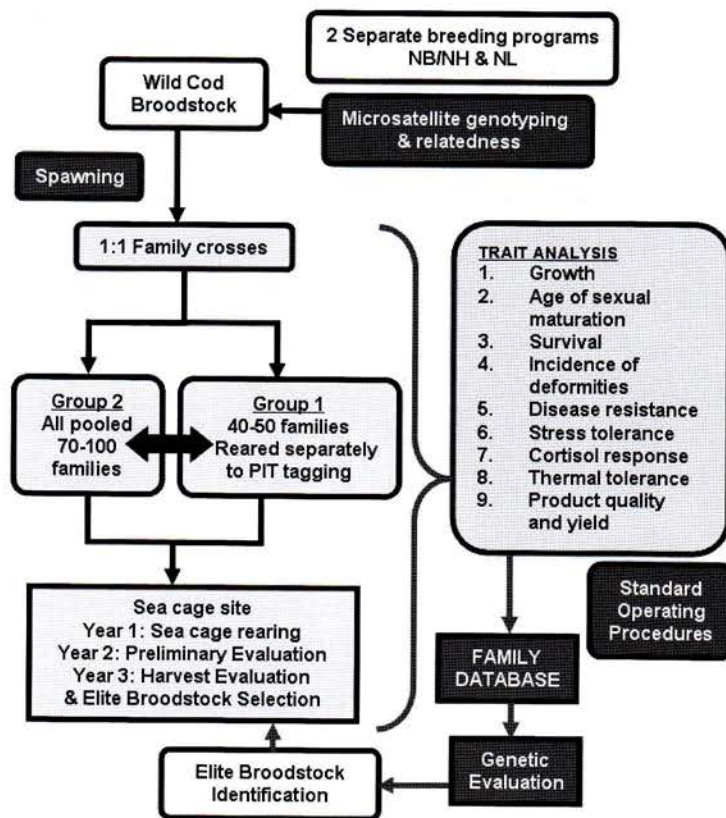 2 Separate breeding programs
NB/NH & NL
Wild Cod
Broodstock
Microsatellite genotyping
& relatedness
Spawning
1:1 Family crosses
Group 2
All pooled
70-100
families
Group 1
40-50 families
Reared separately
to PIT tagging
Sea cage site
Year 1: Sea cage rearing
Year 2: Preliminary Evaluation
Year 3: Harvest Evaluation
& Elite Broodstock Selection
TRAIT ANALYSIS
1. Growth
2. Age of sexual
maturation
3. Survival
4. Incidence of
deformities
5. Disease resistance
6. Stress tolerance
7. Cortisol response
8. Thermal tolerance
9. Product quality
and yield
Standard
Operating
Procedures
FAMILY
DATABASE
Genetic
Evaluation
Elite Broodstock
Identification